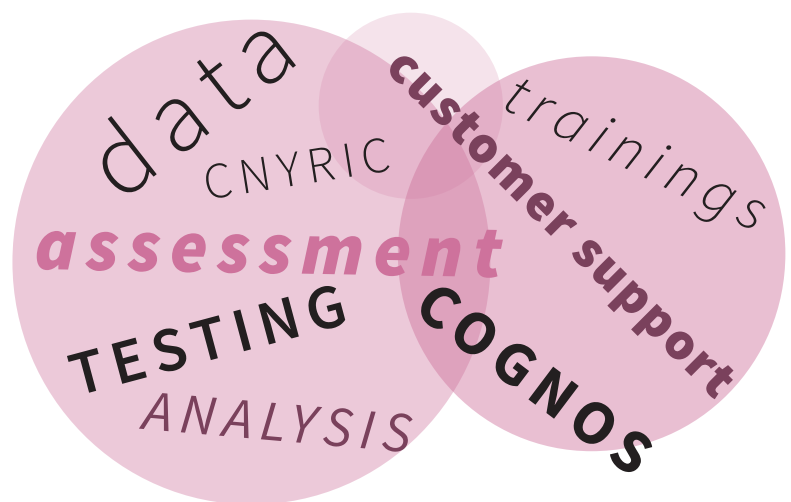 data
customer support
trainings
CNYRIC
assessment
TESTING
COGNOS
ANALYSIS